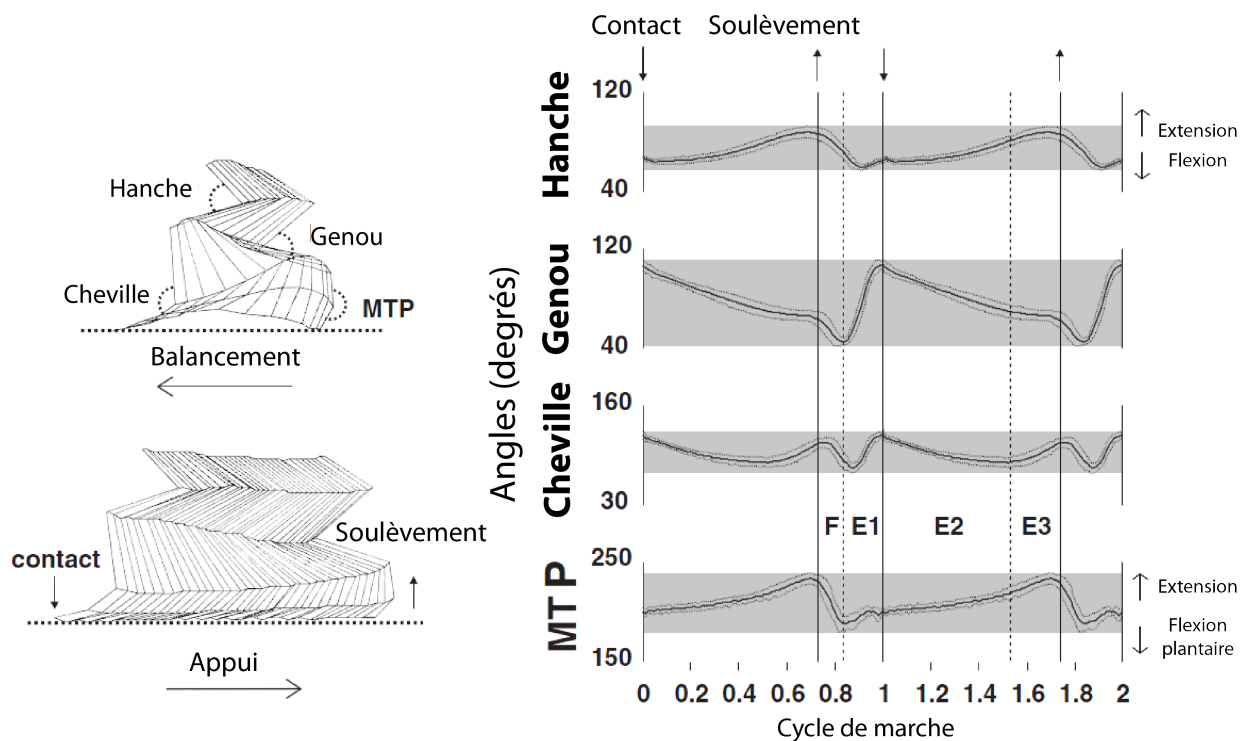 Contact Soulèvement
Hanche
120
40
Extension
Flexion
Hanche
Genou
Cheville
MTP
Balancement
Angles (degrés)
Genou
120
40
Cheville
160
30
F E1 E2 E3
contact
Soulèvement
Appui
MTP
250
150
Extension
Flexion
plantaire
0 0.2 0.4 0.6 0.8 1 1.2 1.4 1.6 1.8 2
Cycle de marche